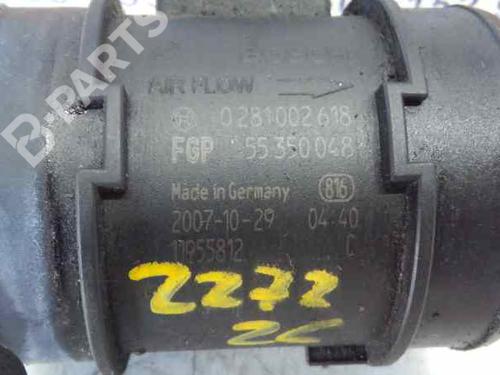 B-PARTS
AIR FLOW
0 281 002 618
FGP 55 350 048
Made in Germany 816
2007-10-29 04:40
11955812 C
2272
2C